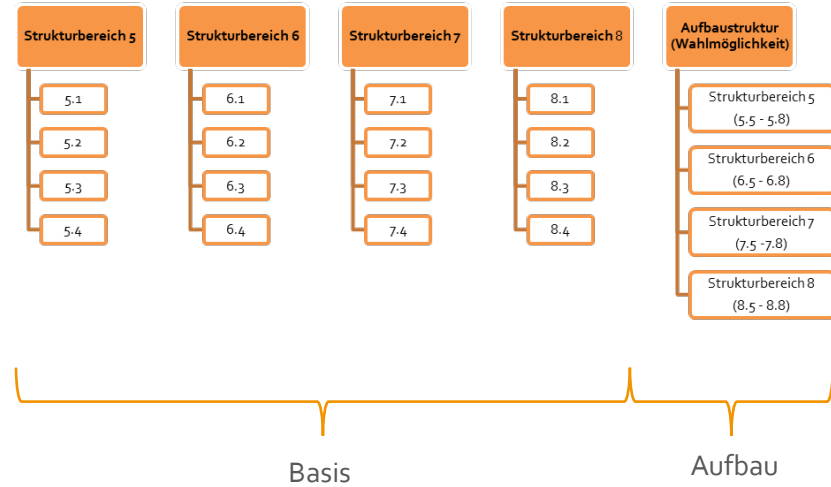 Strukturbereich 5
5.1
5.2
5.3
5.4
Strukturbereich 6
6.1
6.2
6.3
6.4
Strukturbereich 7
7.1
7.2
7.3
7.4
Strukturbereich 8
8.1
8.2
8.3
8.4
Aufbaustruktur
(Wahlmöglichkeit)
Strukturbereich 5
(5.5 - 5.8)
Strukturbereich 6
(6.5 - 6.8)
Strukturbereich 7
(7.5 -7.8)
Strukturbereich 8
(8.5 - 8.8)
Basis
Aufbau